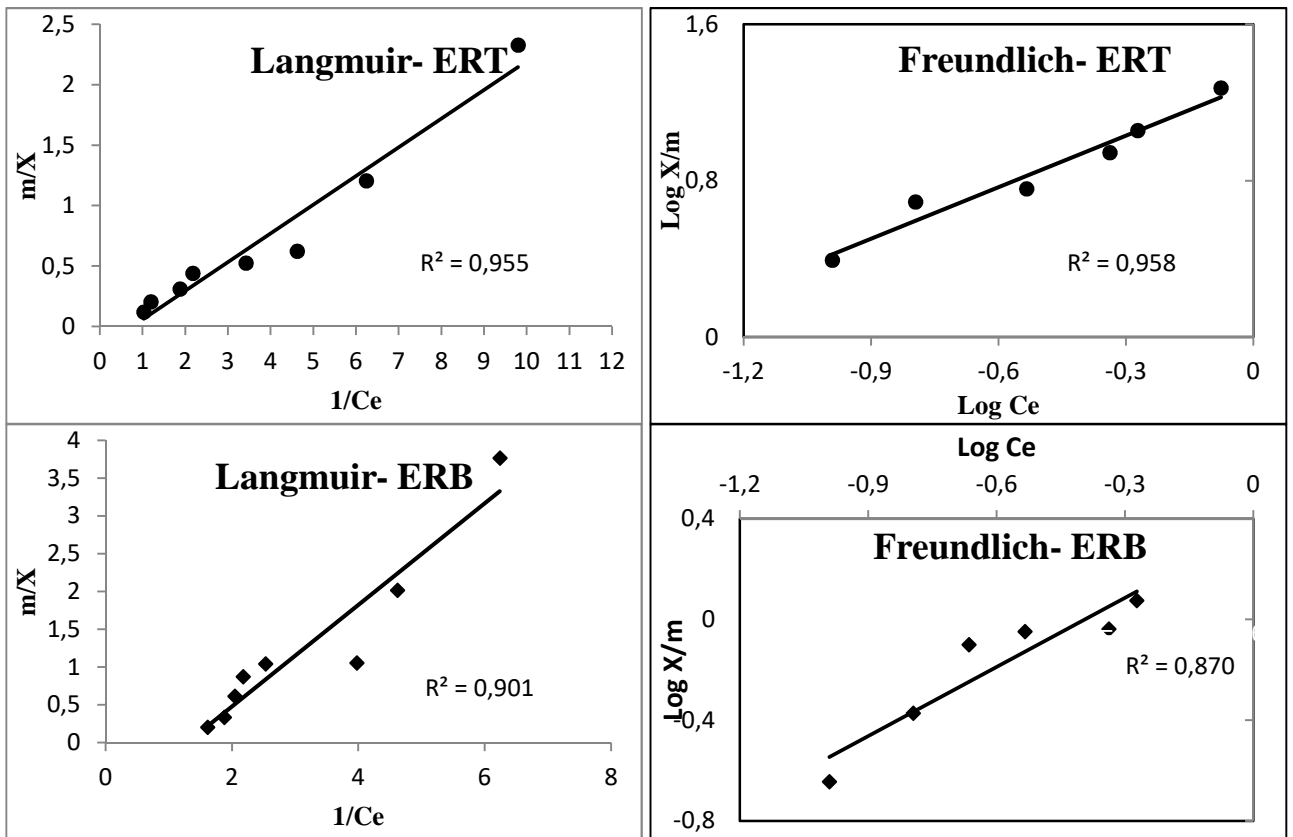 Langmuir- ERT
2,5
2
1,5
1
0,5
0
m/X
R² = 0,955
0 1 2 3 4 5 6 7 8 9 10 11 12
1/Ce
Freundlich- ERT
1,6
0,8
0
Log X/m
R² = 0,958
-1,2 -0,9 -0,6 -0,3 0
Log Ce
Langmuir- ERB
4
3,5
3
2,5
2
1,5
1
0,5
0
m/X
R² = 0,901
0 2 4 6 8
1/Ce
Log Ce
-1,2 -0,9 -0,6 -0,3 0
Freundlich- ERB
0,4
0
-0,4
-0,8
Log X/m
R² = 0,870